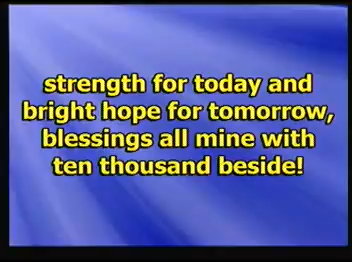 strength for today and
bright hope for tomorrow,
blessings all mine with
ten thousand beside!